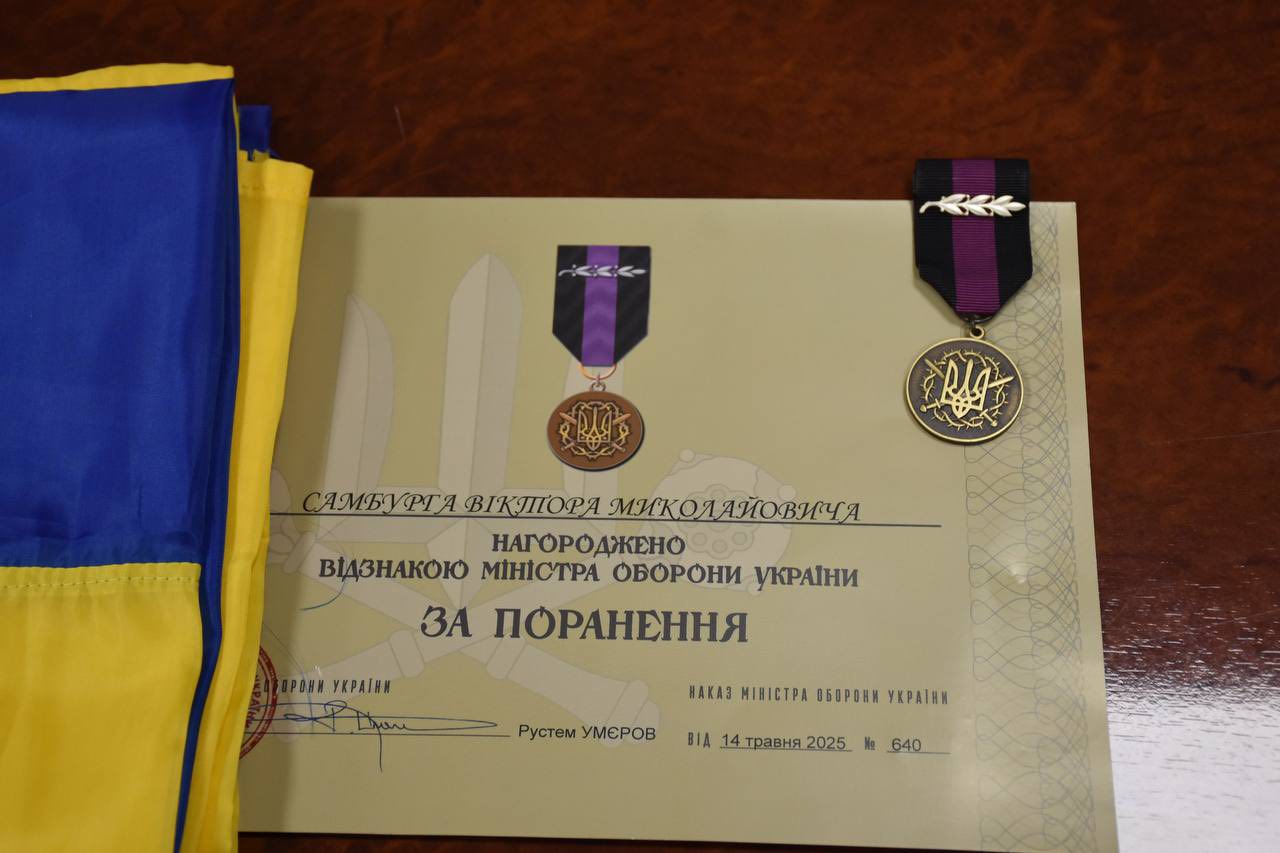 САМБУРГА ВІКТОРА МИКОЛАЙОВИЧА
НАГОРОДЖЕНО
ВІДЗНАКОЮ МІНІСТРА ОБОРОНИ УКРАЇНИ
ЗА ПОРАНЕННЯ
ОБОРОНИ УКРАЇНИ
Рустем УМЄРОВ
НАКАЗ МІНІСТРА ОБОРОНИ УКРАЇНИ
ВІД 14 травня 2025 № 640